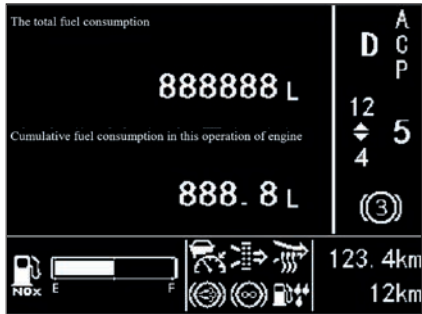 The total fuel consumption
888888 L
Cumulative fuel consumption in this operation of engine
888.8 L
D
A
C
P
12
4
5
(3)
NOx
E
F
123.4km
12km